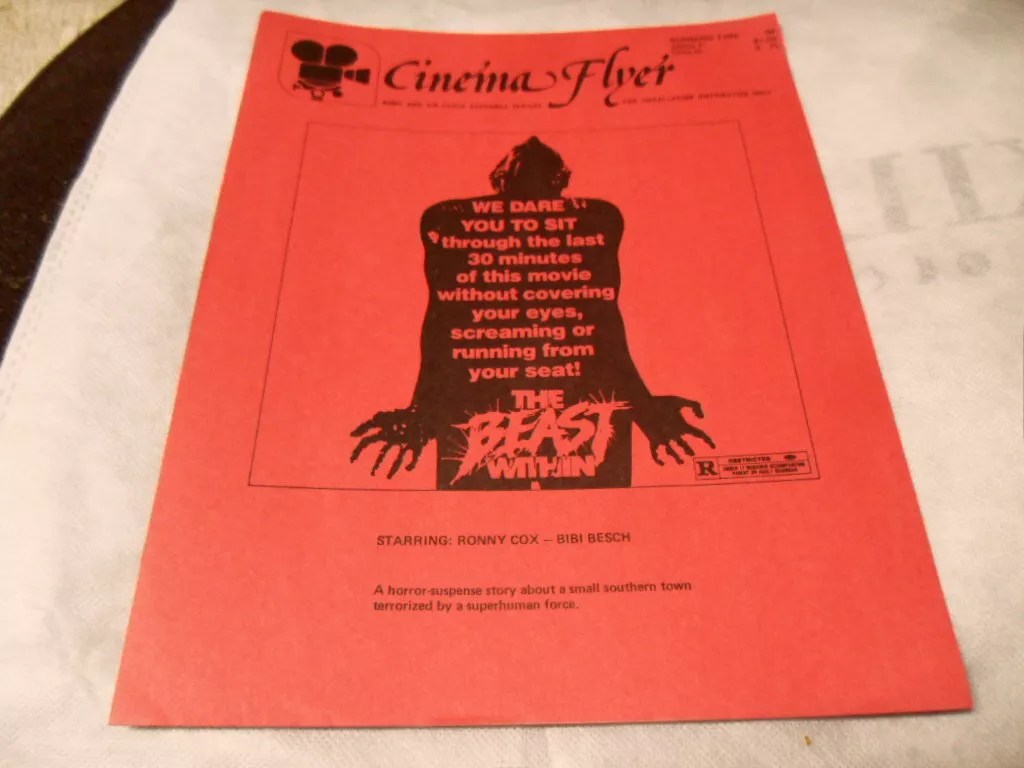 Cinema Flyer
WE DARE
YOU TO SIT
through the last
30 minutes
of this movie
without covering
your eyes,
screaming or
running from
your seat!
THE
BEAST
WITHIN
R RESTRICTED
STARRING: RONNY COX — BIBI BESCH
A horror-suspense story about a small southern town
terrorized by a superhuman force.